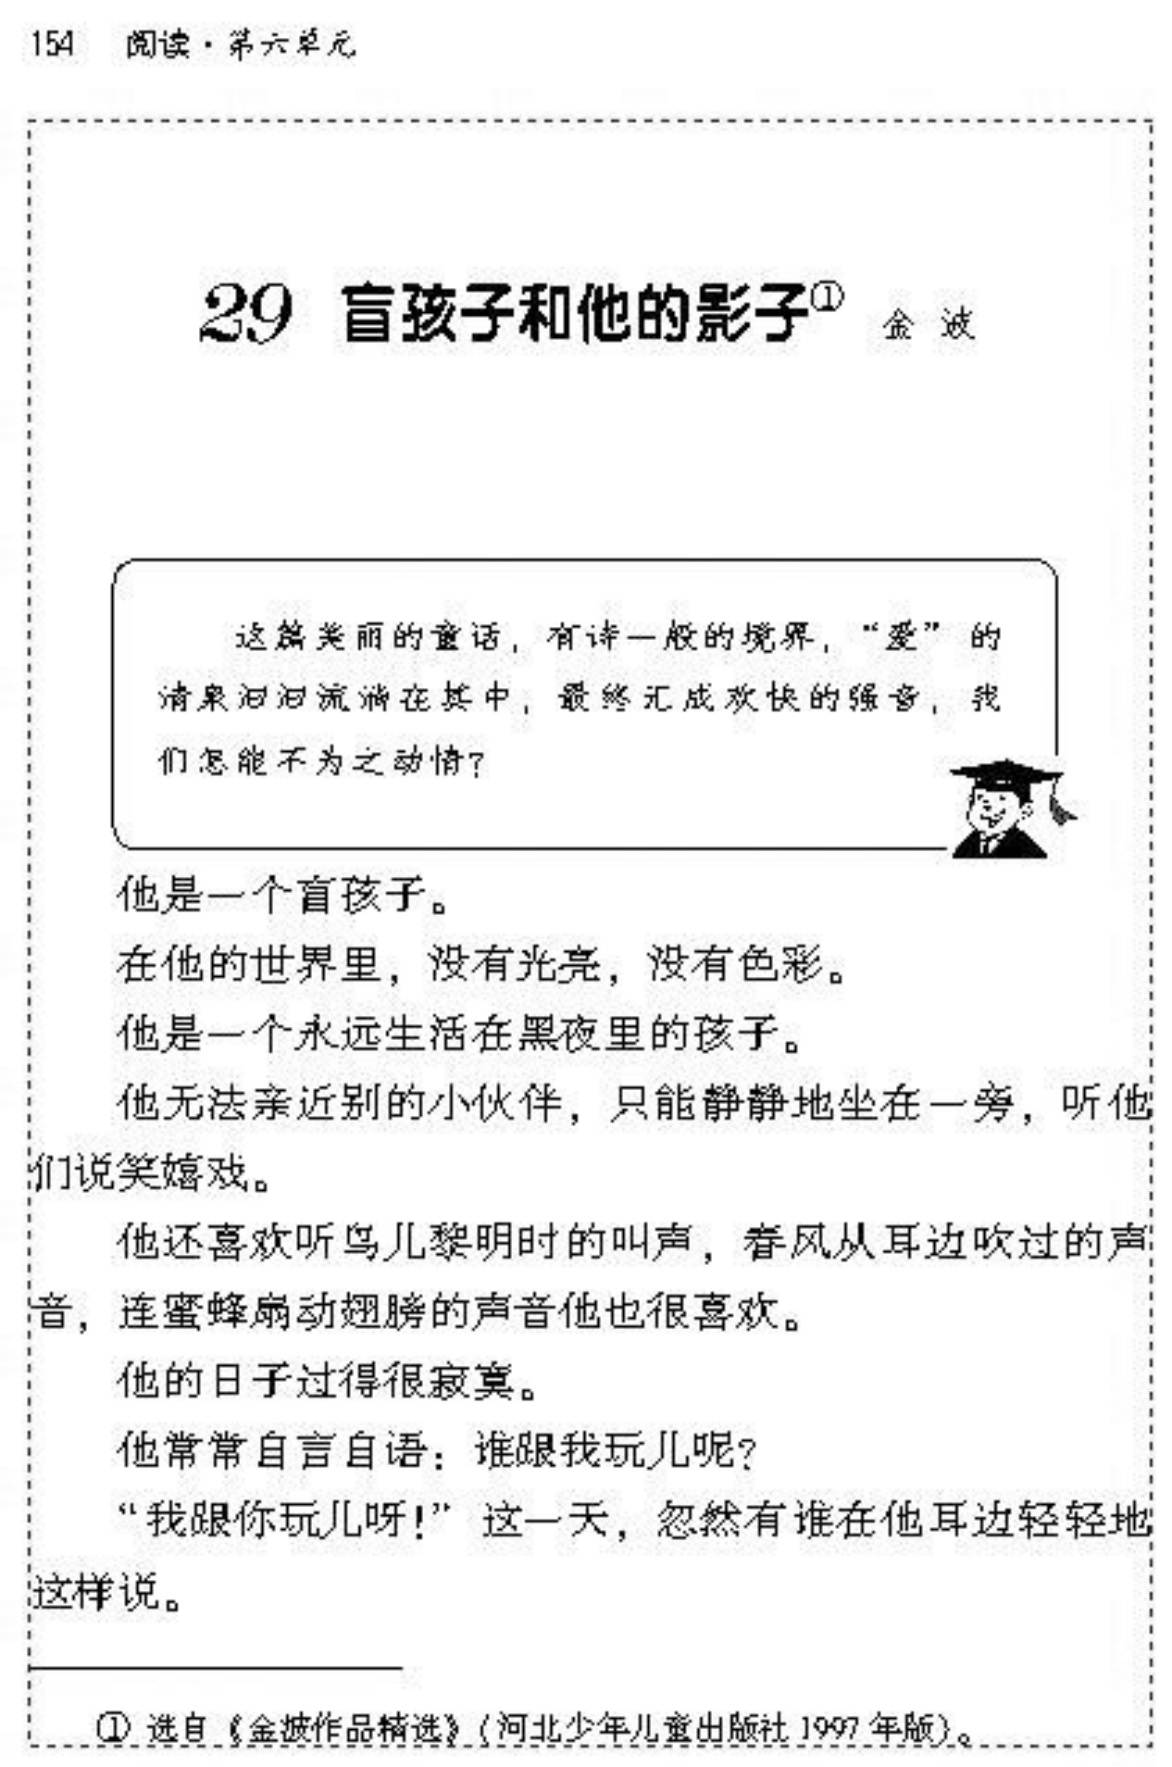 154 阅读·第六单元
29 盲孩子和他的影子① 金 波
这篇美丽的童话，有诗一般的境界，“爱”的
清泉汩汩流淌在其中，最终汇成欢快的强音，我
们怎能不为之动情？
他是一个盲孩子。
在他的世界里，没有光亮，没有色彩。
他是一个永远生活在黑夜里的孩子。
他无法亲近别的小伙伴，只能静静地坐在一旁，听他
们说笑嬉戏。
他还喜欢听鸟儿黎明时的叫声，春风从耳边吹过的声
音，连蜜蜂扇动翅膀的声音他也很喜欢。
他的日子过得很寂寞。
他常常自言自语：谁跟我玩儿呢？
“我跟你玩儿呀！”这一天，忽然有谁在他耳边轻轻地
这样说。
① 选自《金波作品精选》（河北少年儿童出版社 1997 年版）。